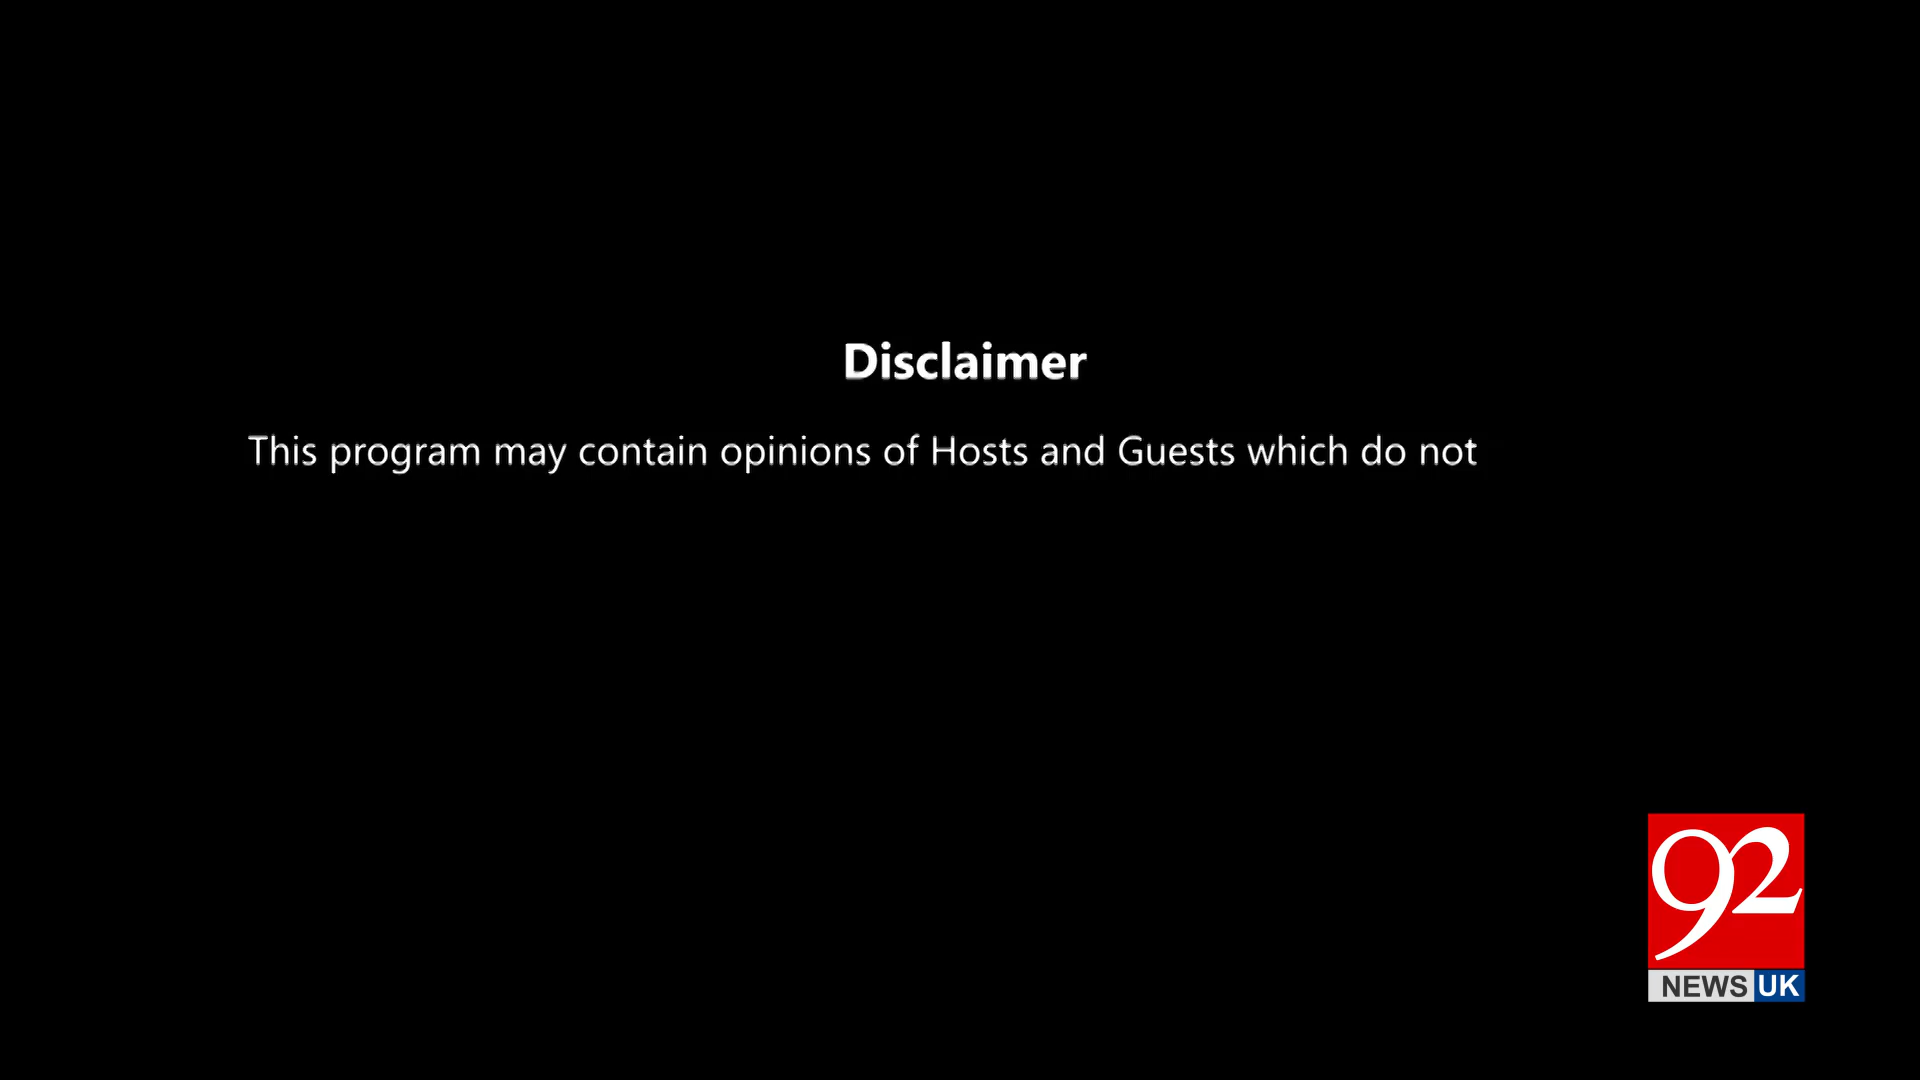 Disclaimer
This program may contain opinions of Hosts and Guests which do not
92
NEWS UK